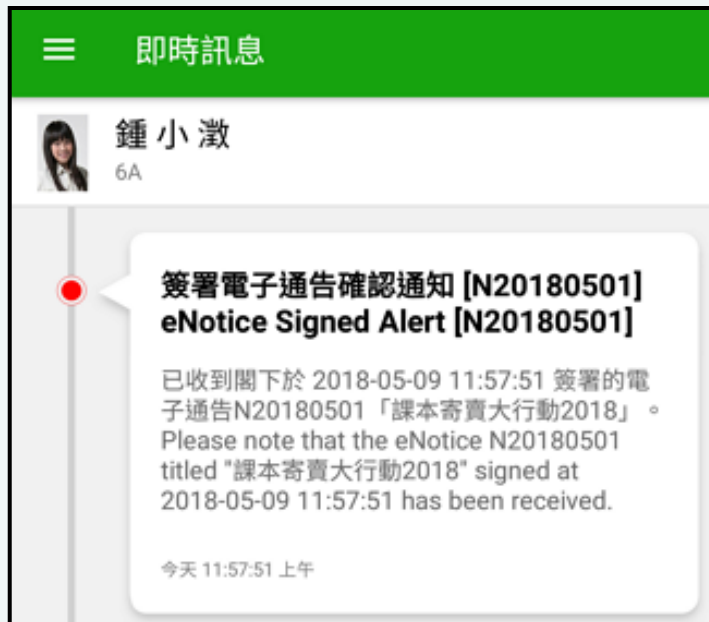 即時訊息
鍾小澂
6A
簽署電子通告確認通知 [N20180501]
eNotice Signed Alert [N20180501]
已收到閣下於 2018-05-09 11:57:51 簽署的電
子通告N20180501「課本寄賣大行動2018」。
Please note that the eNotice N20180501
titled "課本寄賣大行動2018" signed at
2018-05-09 11:57:51 has been received.
今天 11:57:51 上午